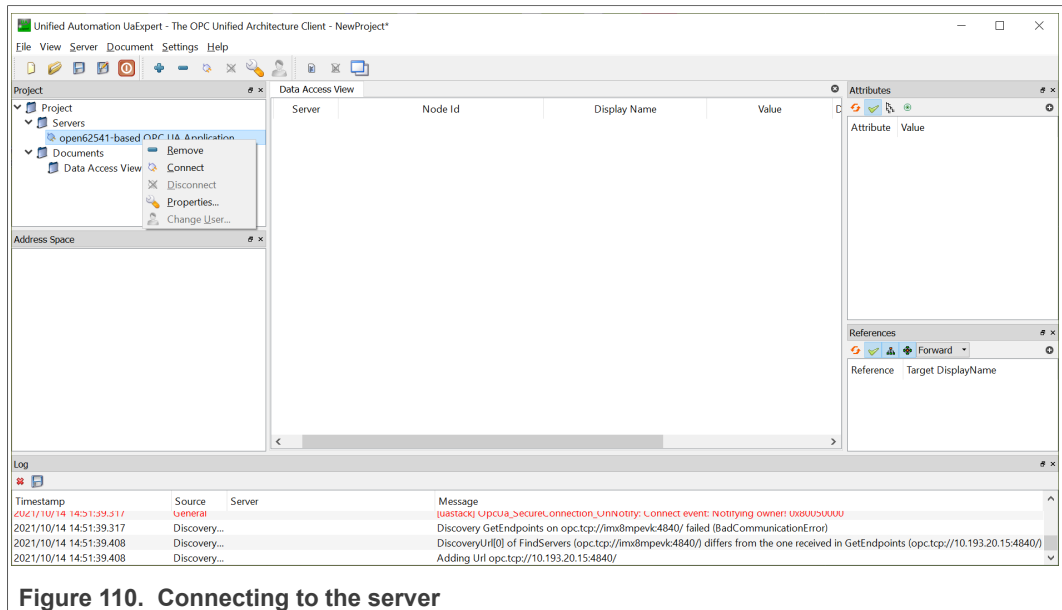 Unified Automation UaExpert - The OPC Unified Architecture Client - NewProject*
File View Server Document Settings Help
Project
Project
Servers
open62541-based OPC UA Application
Documents
Data Access View
Remove
Connect
Disconnect
Properties...
Change User...
Address Space
Data Access View
Server Node Id Display Name Value D
Attributes
Attribute Value
References
Forward
Reference Target DisplayName
Log
Timestamp Source Server Message
2021/10/14 14:51:39.317 General [uastack] OpcUa_SecureConnection_OnNotify: Connect event: Notifying owner! 0x80050000
2021/10/14 14:51:39.317 Discovery... Discovery GetEndpoints on opc.tcp://imx8mpevk:4840/ failed (BadCommunicationError)
2021/10/14 14:51:39.408 Discovery... DiscoveryUrl[0] of FindServers (opc.tcp://imx8mpevk:4840/) differs from the one received in GetEndpoints (opc.tcp://10.193.20.15:4840/)
2021/10/14 14:51:39.408 Discovery... Adding Url opc.tcp://10.193.20.15:4840/
Figure 110. Connecting to the server